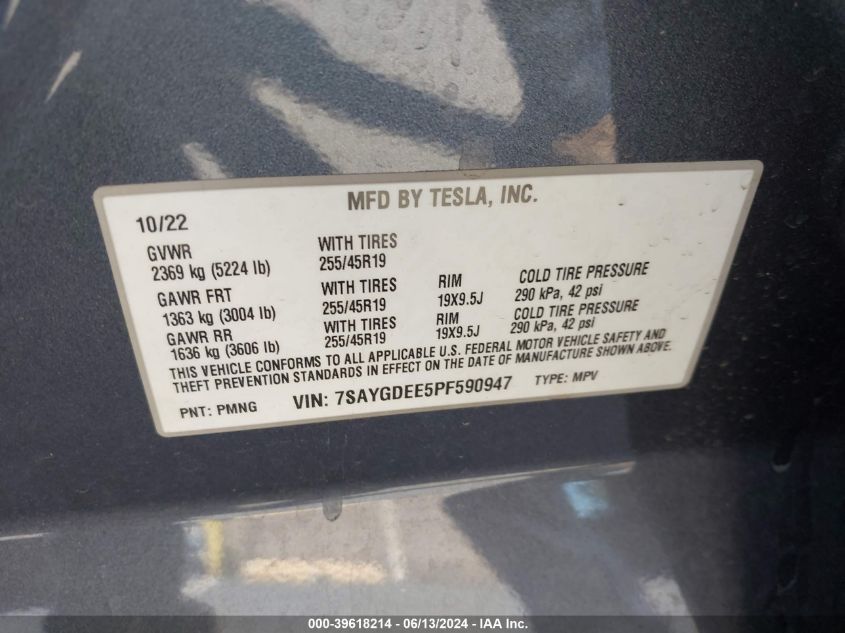 MFD BY TESLA, INC.
10/22
GVWR
2369 kg (5224 lb)
WITH TIRES
255/45R19
GAWR FRT
1363 kg (3004 lb)
WITH TIRES
255/45R19
RIM
19X9.5J
COLD TIRE PRESSURE
290 kPa, 42 psi
GAWR RR
1636 kg (3606 lb)
WITH TIRES
255/45R19
RIM
19X9.5J
COLD TIRE PRESSURE
290 kPa, 42 psi
THIS VEHICLE CONFORMS TO ALL APPLICABLE U.S. FEDERAL MOTOR VEHICLE SAFETY AND
THEFT PREVENTION STANDARDS IN EFFECT ON THE DATE OF MANUFACTURE SHOWN ABOVE.
PNT: PMNG VIN: 7SAYGDEE5PF590947 TYPE: MPV
000-39618214 - 06/13/2024 - IAA Inc.